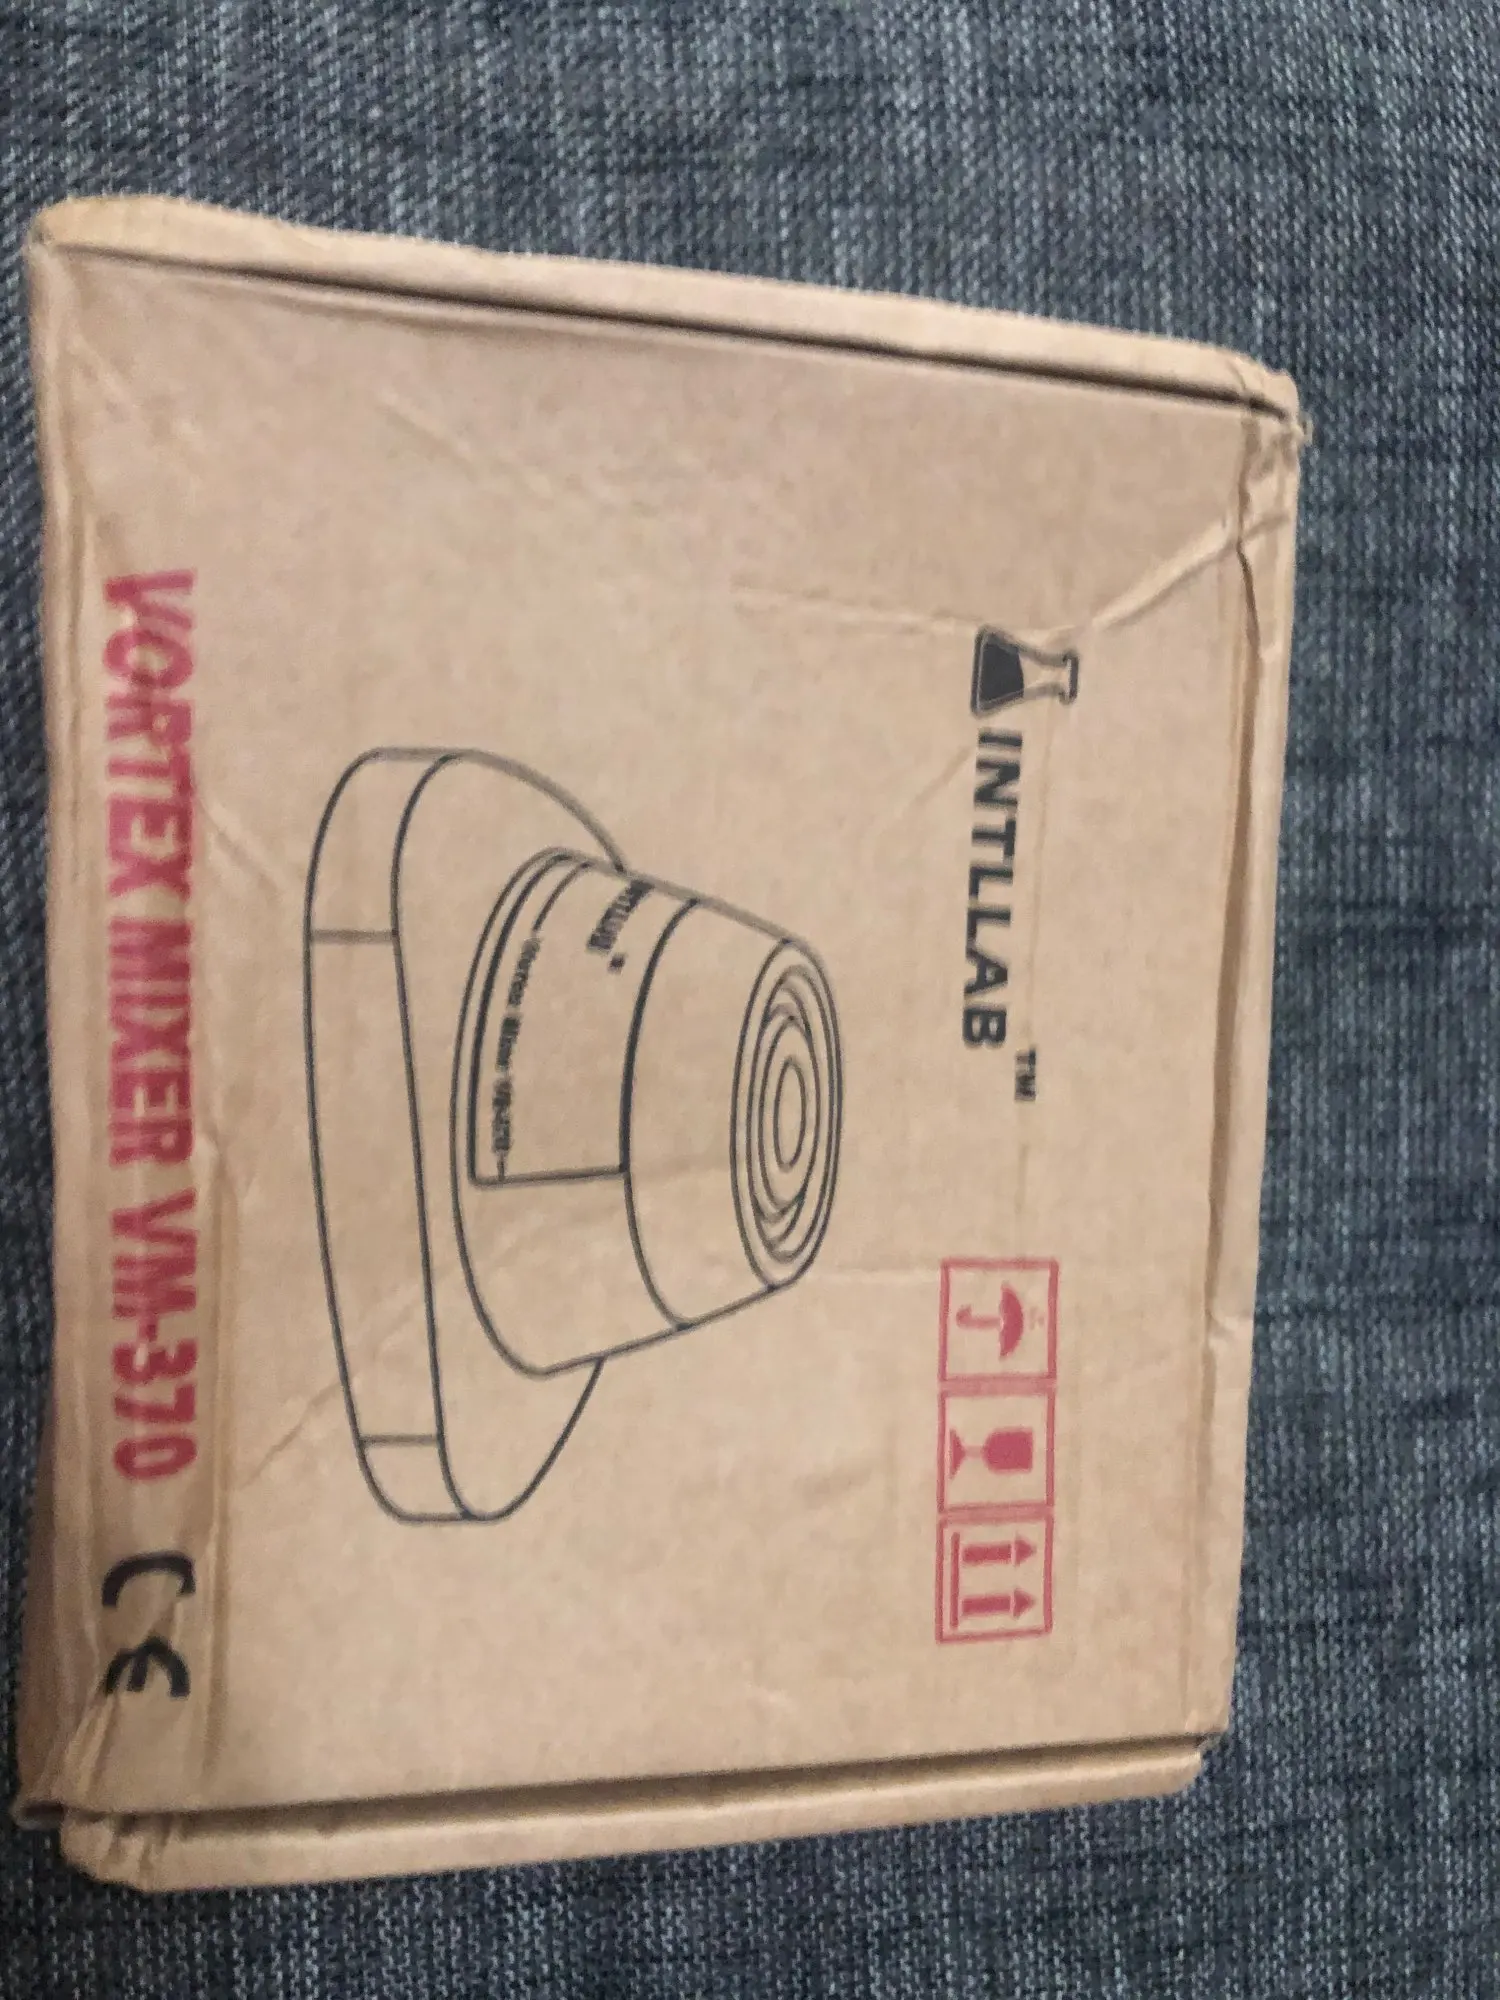 INTLLAB™
VORTEX MIXER VM-370 CE